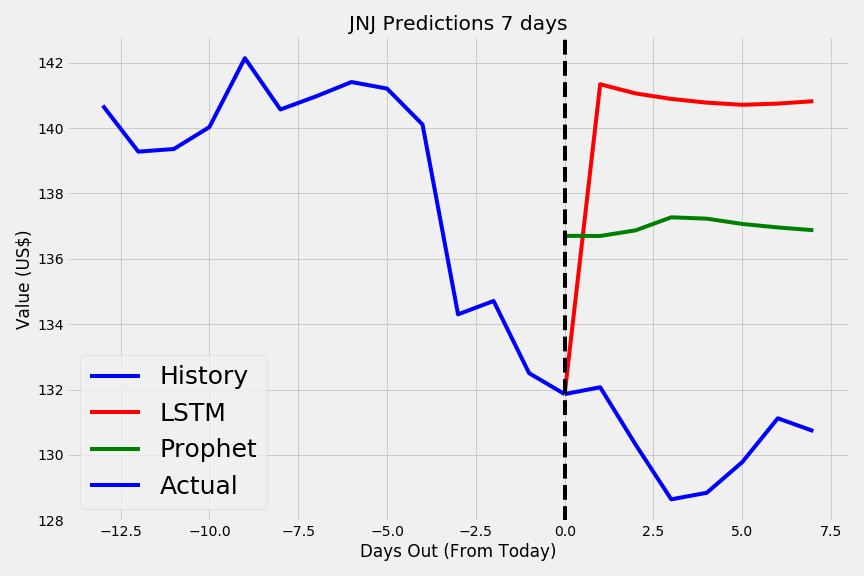 JNJ Predictions 7 days
Value (US$)
142
140
138
136
134
132
130
128
History
LSTM
Prophet
Actual
−12.5 −10.0 −7.5 −5.0 −2.5 0.0 2.5 5.0 7.5
Days Out (From Today)